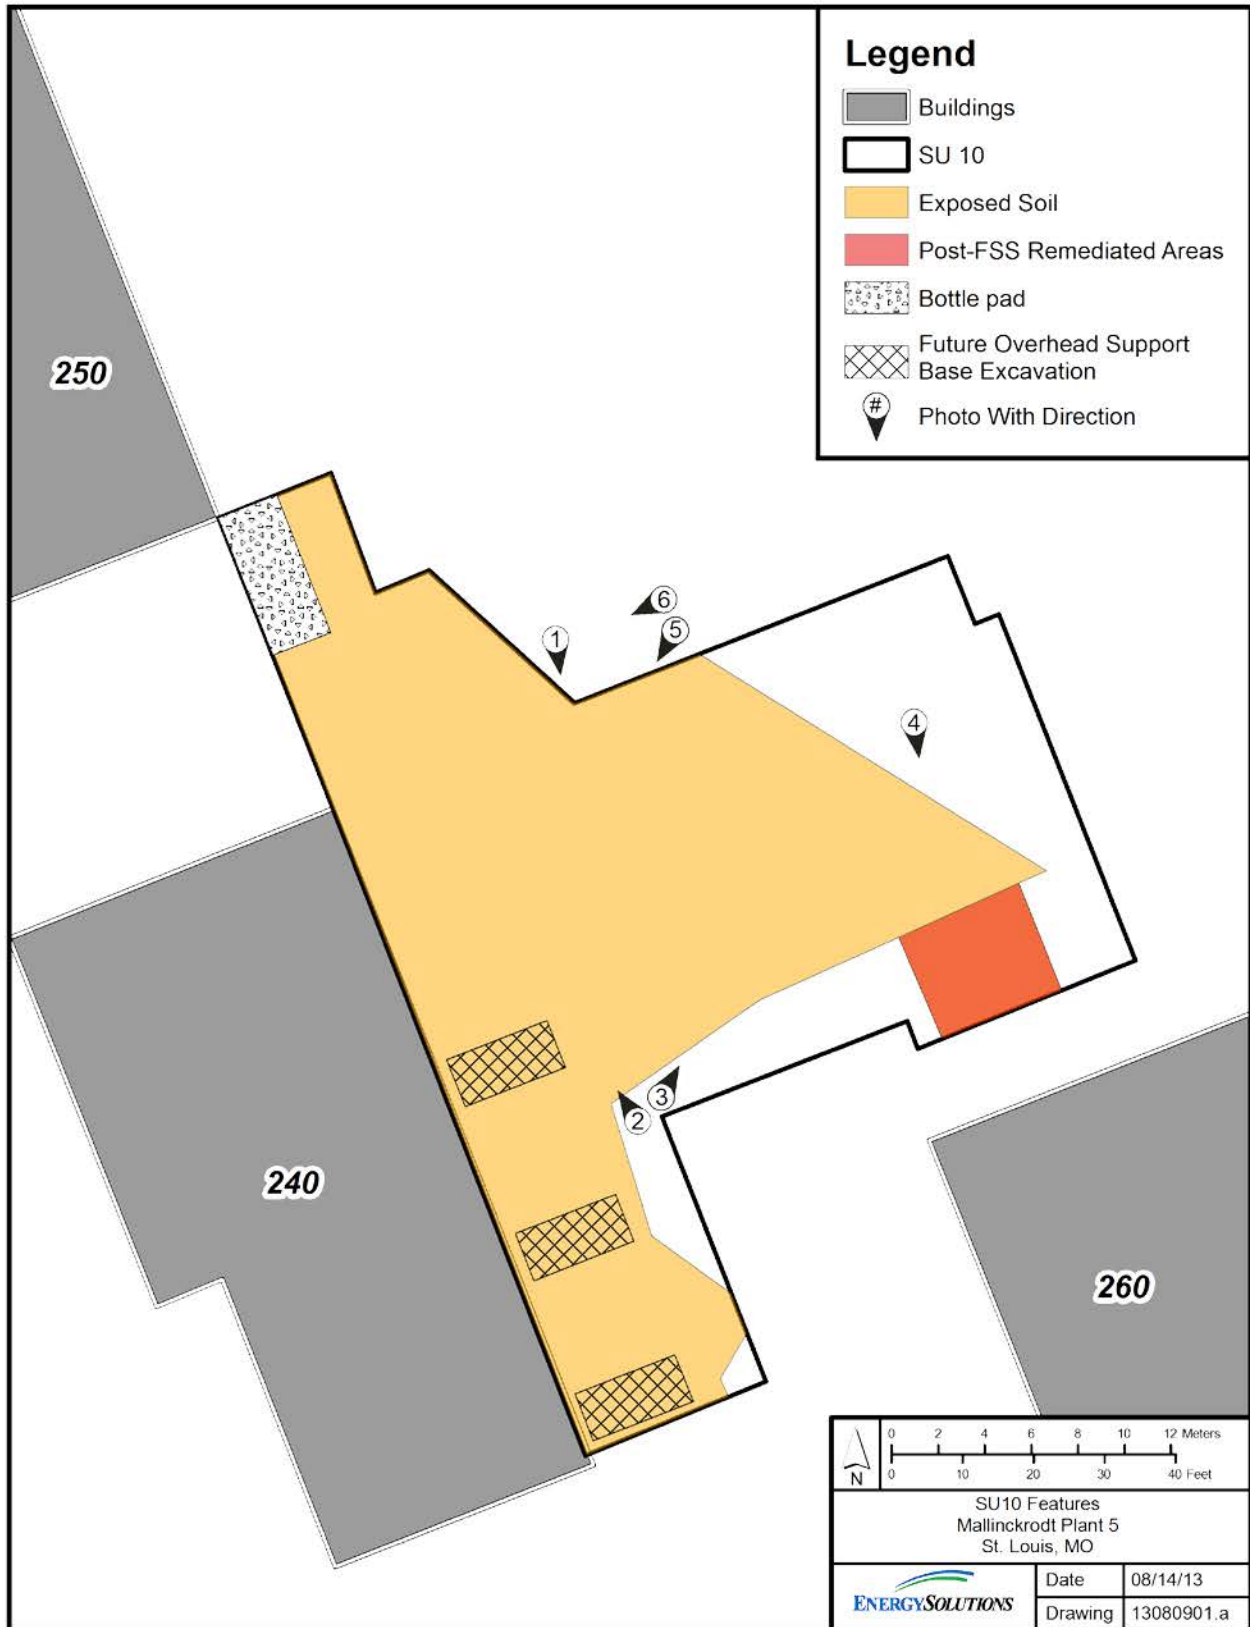 Legend
Buildings
SU 10
Exposed Soil
Post-FSS Remediated Areas
Bottle pad
Future Overhead Support
Base Excavation
#
Photo With Direction
250
6
5
1
4
3
2
240
260
0 2 4 6 8 10 12 Meters
N
0 10 20 30 40 Feet
SU10 Features
Mallinckrodt Plant 5
St. Louis, MO
ENERGYSOLUTIONS
Date 08/14/13
Drawing 13080901.a